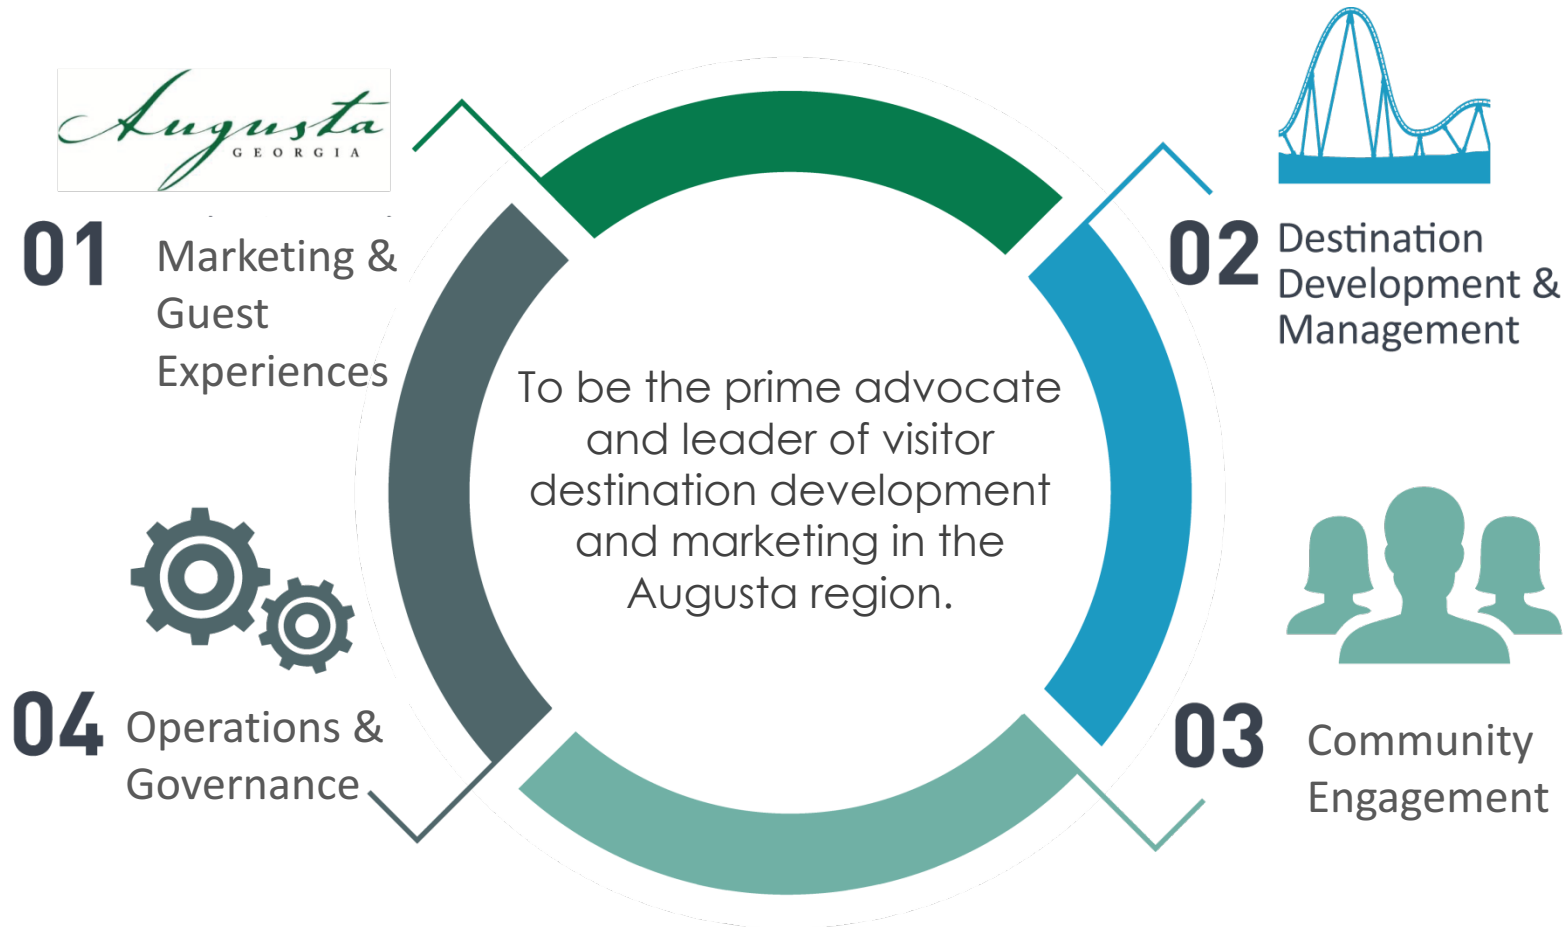 Augusta
GEORGIA
01
Marketing &
Guest
Experiences
02
Destination
Development &
Management
To be the prime advocate
and leader of visitor
destination development
and marketing in the
Augusta region.
03
Community
Engagement
04
Operations &
Governance